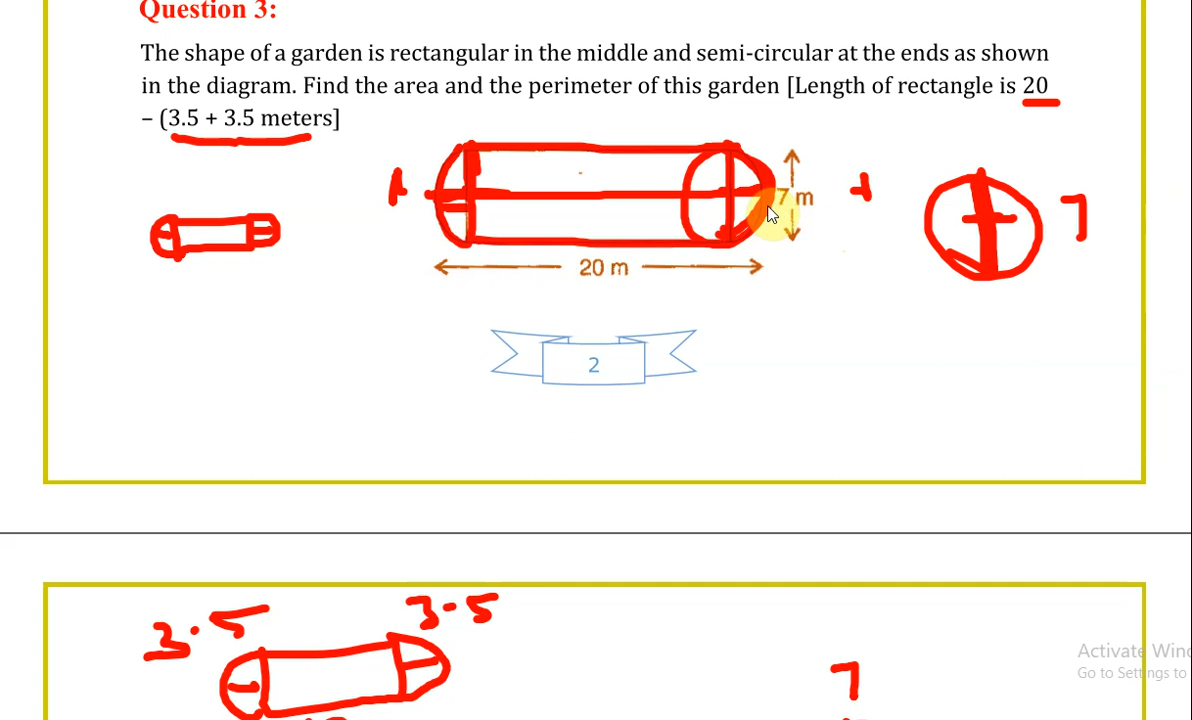 Question 3:
The shape of a garden is rectangular in the middle and semi-circular at the ends as shown
in the diagram. Find the area and the perimeter of this garden [Length of rectangle is 20
– (3.5 + 3.5 meters]
7 m
7
20 m
2
3.5
3.5
7
Activate Win
Go to Settings to